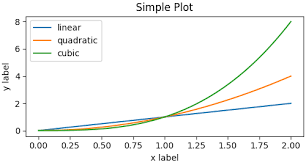 Simple Plot
linear
quadratic
cubic
8
6
4
2
0
y label
0.00 0.25 0.50 0.75 1.00 1.25 1.50 1.75 2.00
x label